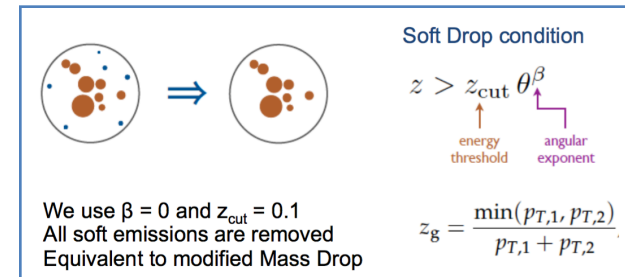 Soft Drop condition
z > z_cut θ^β
energy threshold
angular exponent
We use β = 0 and z_cut = 0.1
All soft emissions are removed
Equivalent to modified Mass Drop
z_g = min(p_T,1, p_T,2) / p_T,1 + p_T,2